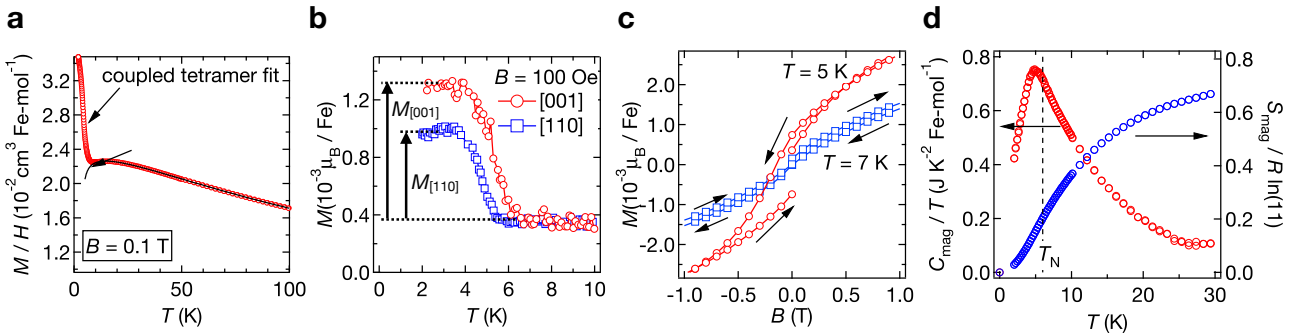 a
M / H (10⁻² cm³ Fe-mol⁻¹)
3.2
2.8
2.4
2.0
1.6
1.2
coupled tetramer fit
B = 0.1 T
0
50
100
T (K)
b
M(10⁻³μB / Fe)
1.2
0.8
0.4
0.0
B = 100 Oe
[001]
[110]
M[001]
M[110]
0
2
4
6
8
10
T (K)
c
M(10⁻³μB / Fe)
2.0
1.0
0.0
-1.0
-2.0
T = 5 K
T = 7 K
-1.0
-0.5
0.0
0.5
1.0
B (T)
d
Cmag / T (J K⁻² Fe-mol⁻¹)
0.8
0.6
0.4
0.2
0.0
TN
0
10
20
30
T (K)
0.8
0.6
0.4
0.2
0.0
Smag / R ln(11)